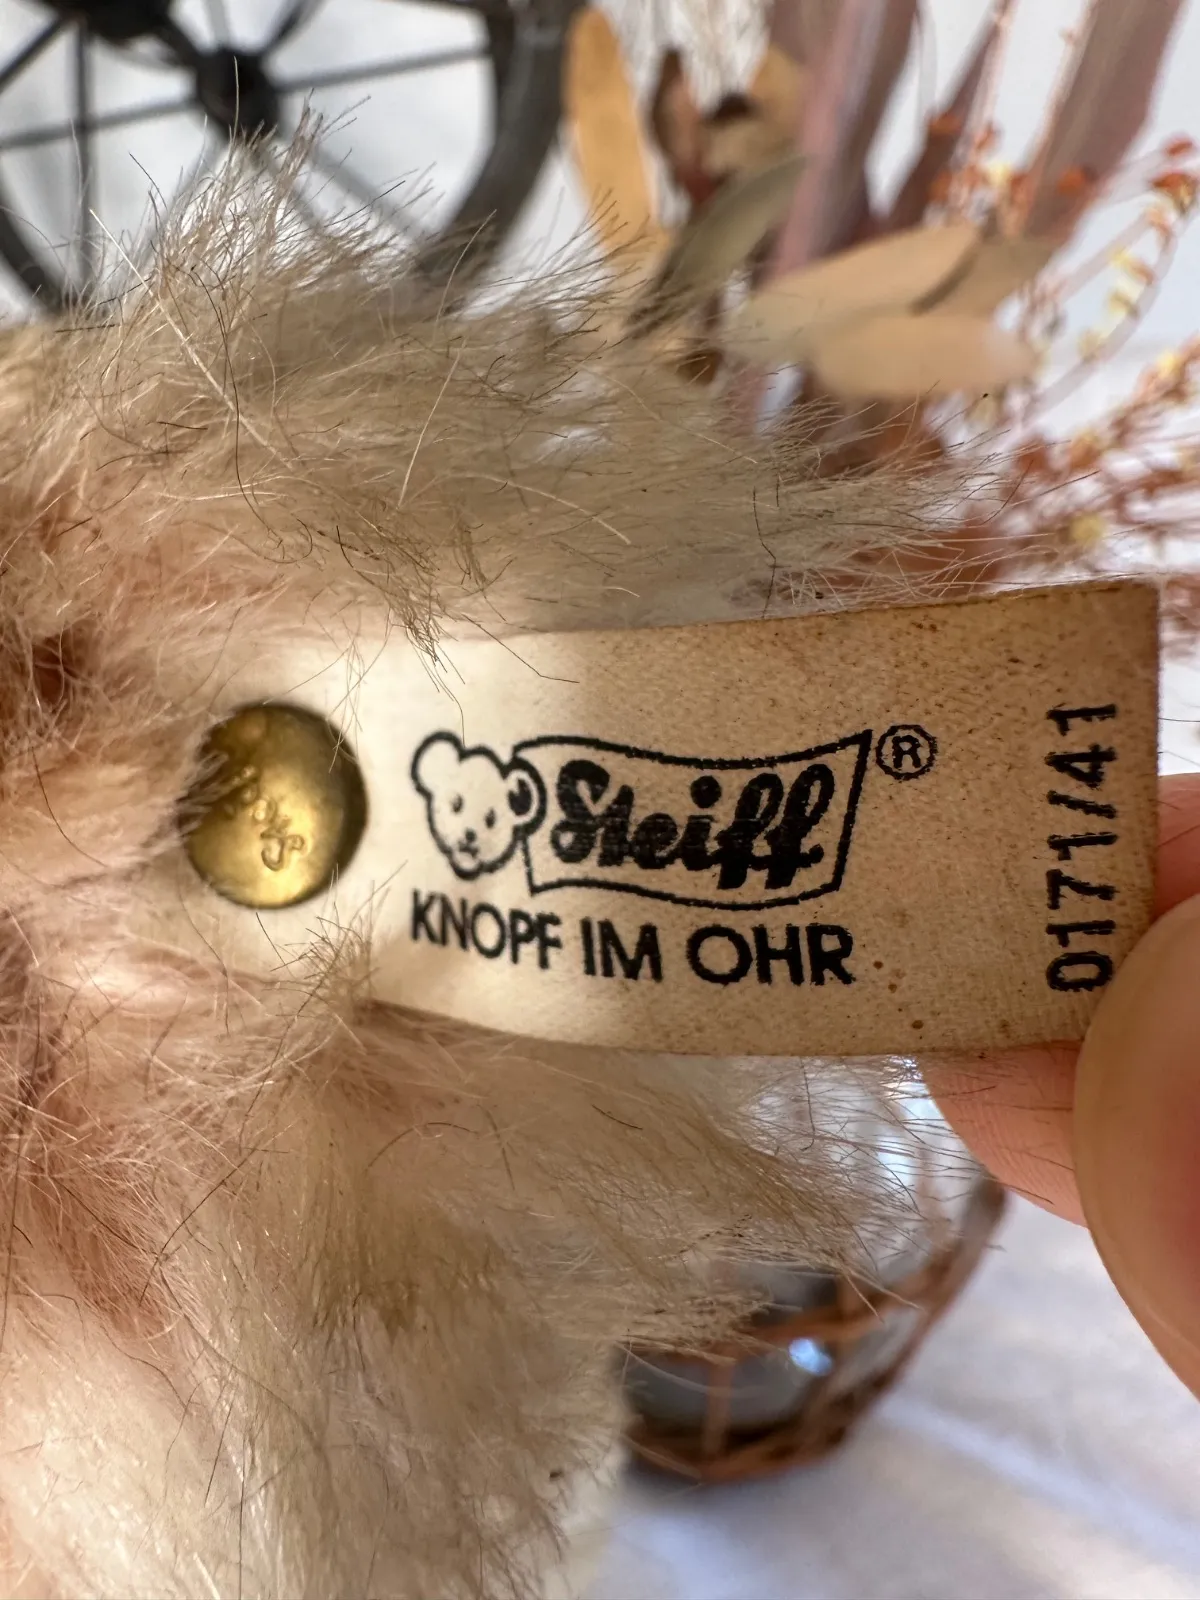 Steiff ®
KNOPF IM OHR
0171/41